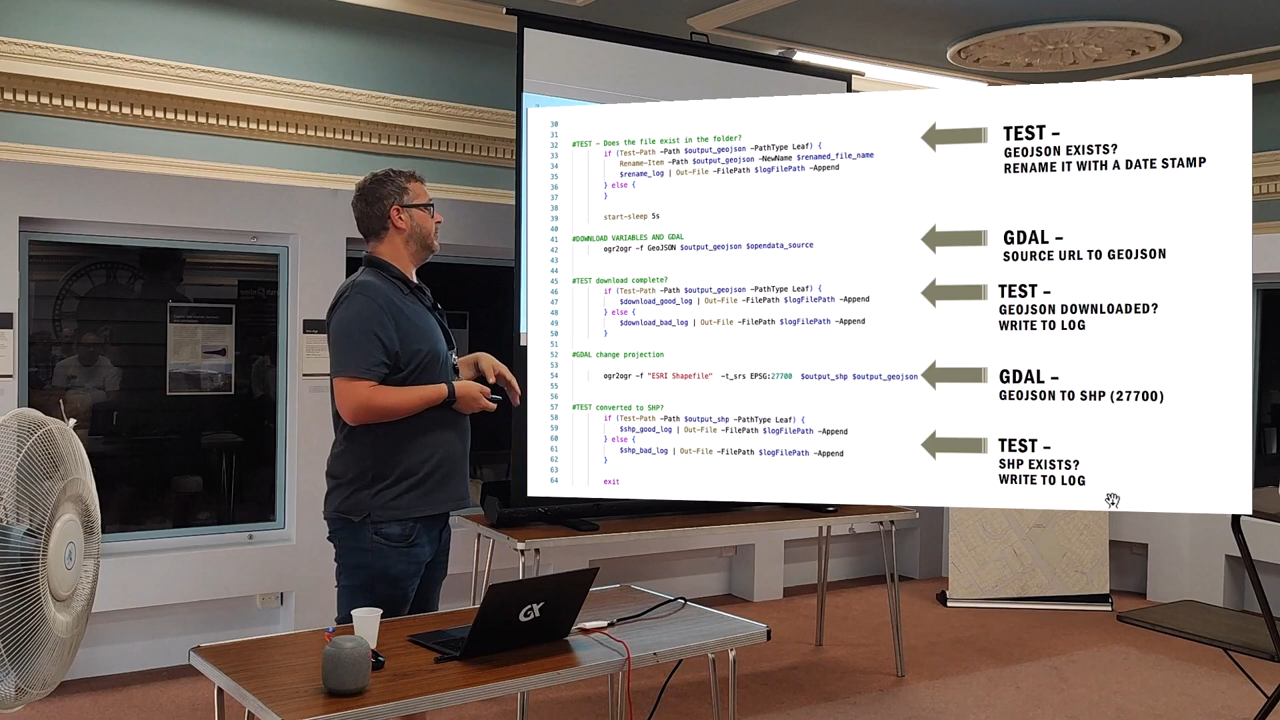 30
31
32 #TEST – Does the file exist in the folder?
33 if (Test-Path -Path $output_geojson -PathType Leaf) {
34 Rename-Item -Path $output_geojson -NewName $renamed_file_name
35 $rename_log | Out-File -FilePath $logFilePath -Append
36 } else {
37 }
38
39 start-sleep 5s
40
41 #DOWNLOAD VARIABLES AND GDAL
42 ogr2ogr -f GeoJSON $output_geojson $opendata_source
43
44
45 #TEST download complete?
46 if (Test-Path -Path $output_geojson -PathType Leaf) {
47 $download_good_log | Out-File -FilePath $logFilePath -Append
48 } else {
49 $download_bad_log | Out-File -FilePath $logFilePath -Append
50 }
51
52 #GDAL change projection
53
54 ogr2ogr -f "ESRI Shapefile" -t_srs EPSG:27700 $output_shp $output_geojson
55
56
57 #TEST converted to SHP?
58 if (Test-Path -Path $output_shp -PathType Leaf) {
59 $shp_good_log | Out-File -FilePath $logFilePath -Append
60 } else {
61 $shp_bad_log | Out-File -FilePath $logFilePath -Append
62 }
63
64 exit
TEST –
GEOJSON EXISTS?
RENAME IT WITH A DATE STAMP
GDAL –
SOURCE URL TO GEOJSON
TEST –
GEOJSON DOWNLOADED?
WRITE TO LOG
GDAL –
GEOJSON TO SHP (27700)
TEST –
SHP EXISTS?
WRITE TO LOG
GX